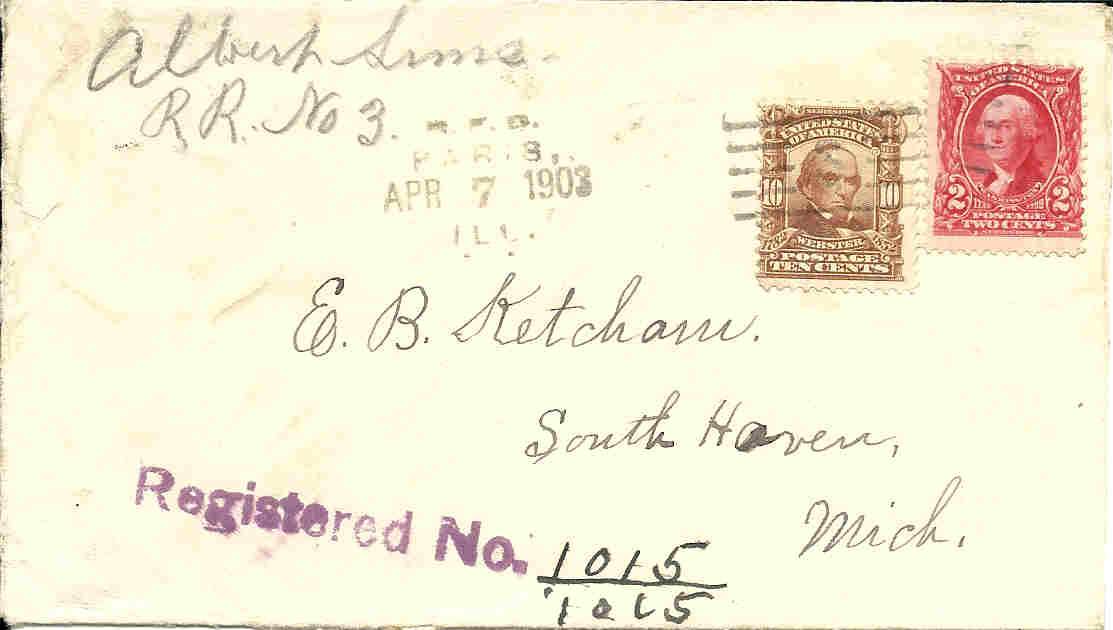 Albert Sims.
R R. No 3.
R.F.D.
PARIS,
APR 7 1903
ILL.
UNITED STATES
OF AMERICA
10 10
WEBSTER
POSTAGE
TEN CENTS
UNITED STATES
OF AMERICA
2 2
POSTAGE
TWO CENTS
E. B. Ketcham.
South Haven,
Mich.
Registered No. 1015
1015